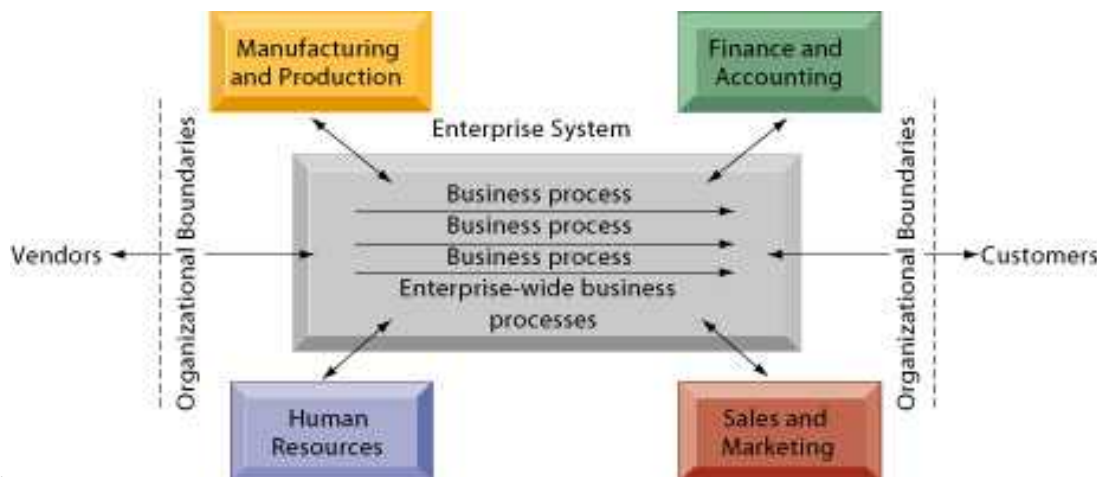 Manufacturing
and Production
Finance and
Accounting
Enterprise System
Organizational Boundaries
Vendors
Business process
Business process
Business process
Enterprise-wide business
processes
Organizational Boundaries
Customers
Human
Resources
Sales and
Marketing